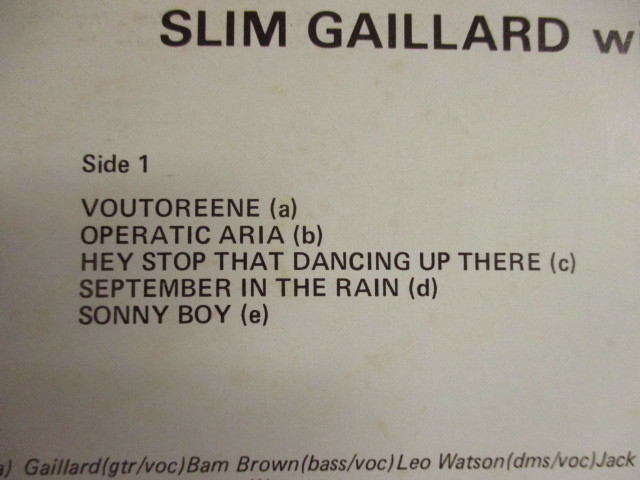 SLIM GAILLARD w
Side 1
VOUTOREENE (a)
OPERATIC ARIA (b)
HEY STOP THAT DANCING UP THERE (c)
SEPTEMBER IN THE RAIN (d)
SONNY BOY (e)
a) Gaillard(gtr/voc)Bam Brown(bass/voc)Leo Watson(dms/voc)Jack